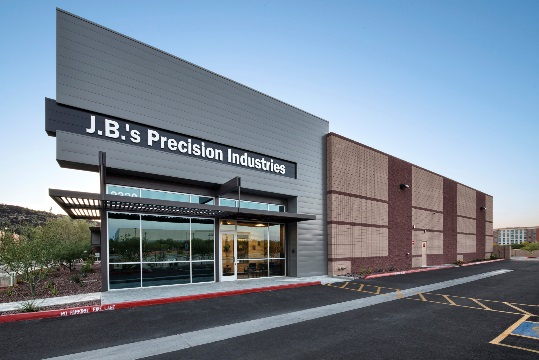 J.B.'s Precision Industries
NO PARKING FIRE LANE